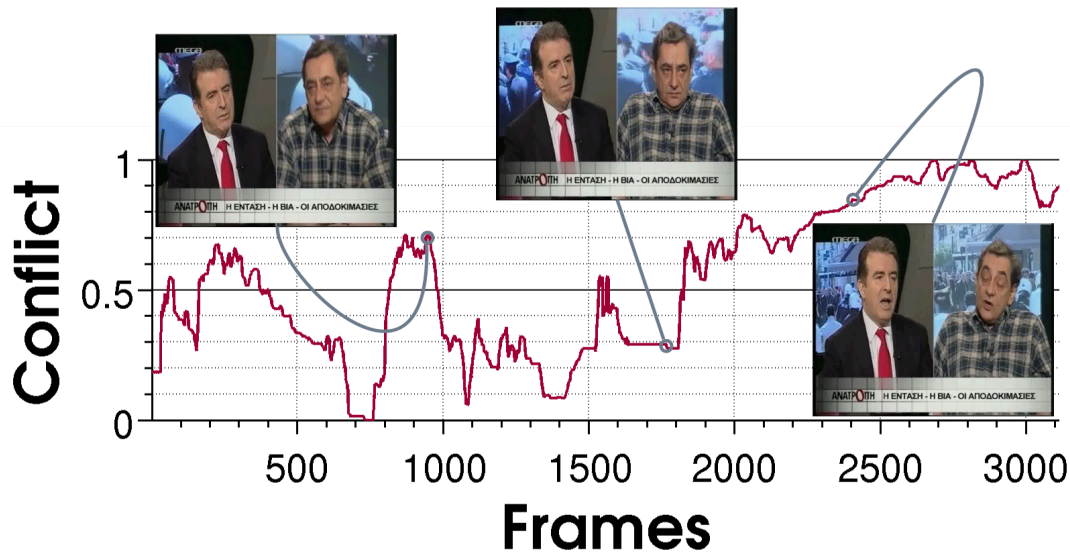 MEGA
ΑΝΑΤΡΟΠΗ Η ΕΝΤΑΣΗ - Η ΒΙΑ - ΟΙ ΑΠΟΔΟΚΙΜΑΣΙΕΣ
MEGA
ΑΝΑΤΡΟΠΗ Η ΕΝΤΑΣΗ - Η ΒΙΑ - ΟΙ ΑΠΟΔΟΚΙΜΑΣΙΕΣ
MEGA
ΑΝΑΤΡΟΠΗ Η ΕΝΤΑΣΗ - Η ΒΙΑ - ΟΙ ΑΠΟΔΟΚΙΜΑΣΙΕΣ
Conflict
1
0.5
0
500 1000 1500 2000 2500 3000
Frames